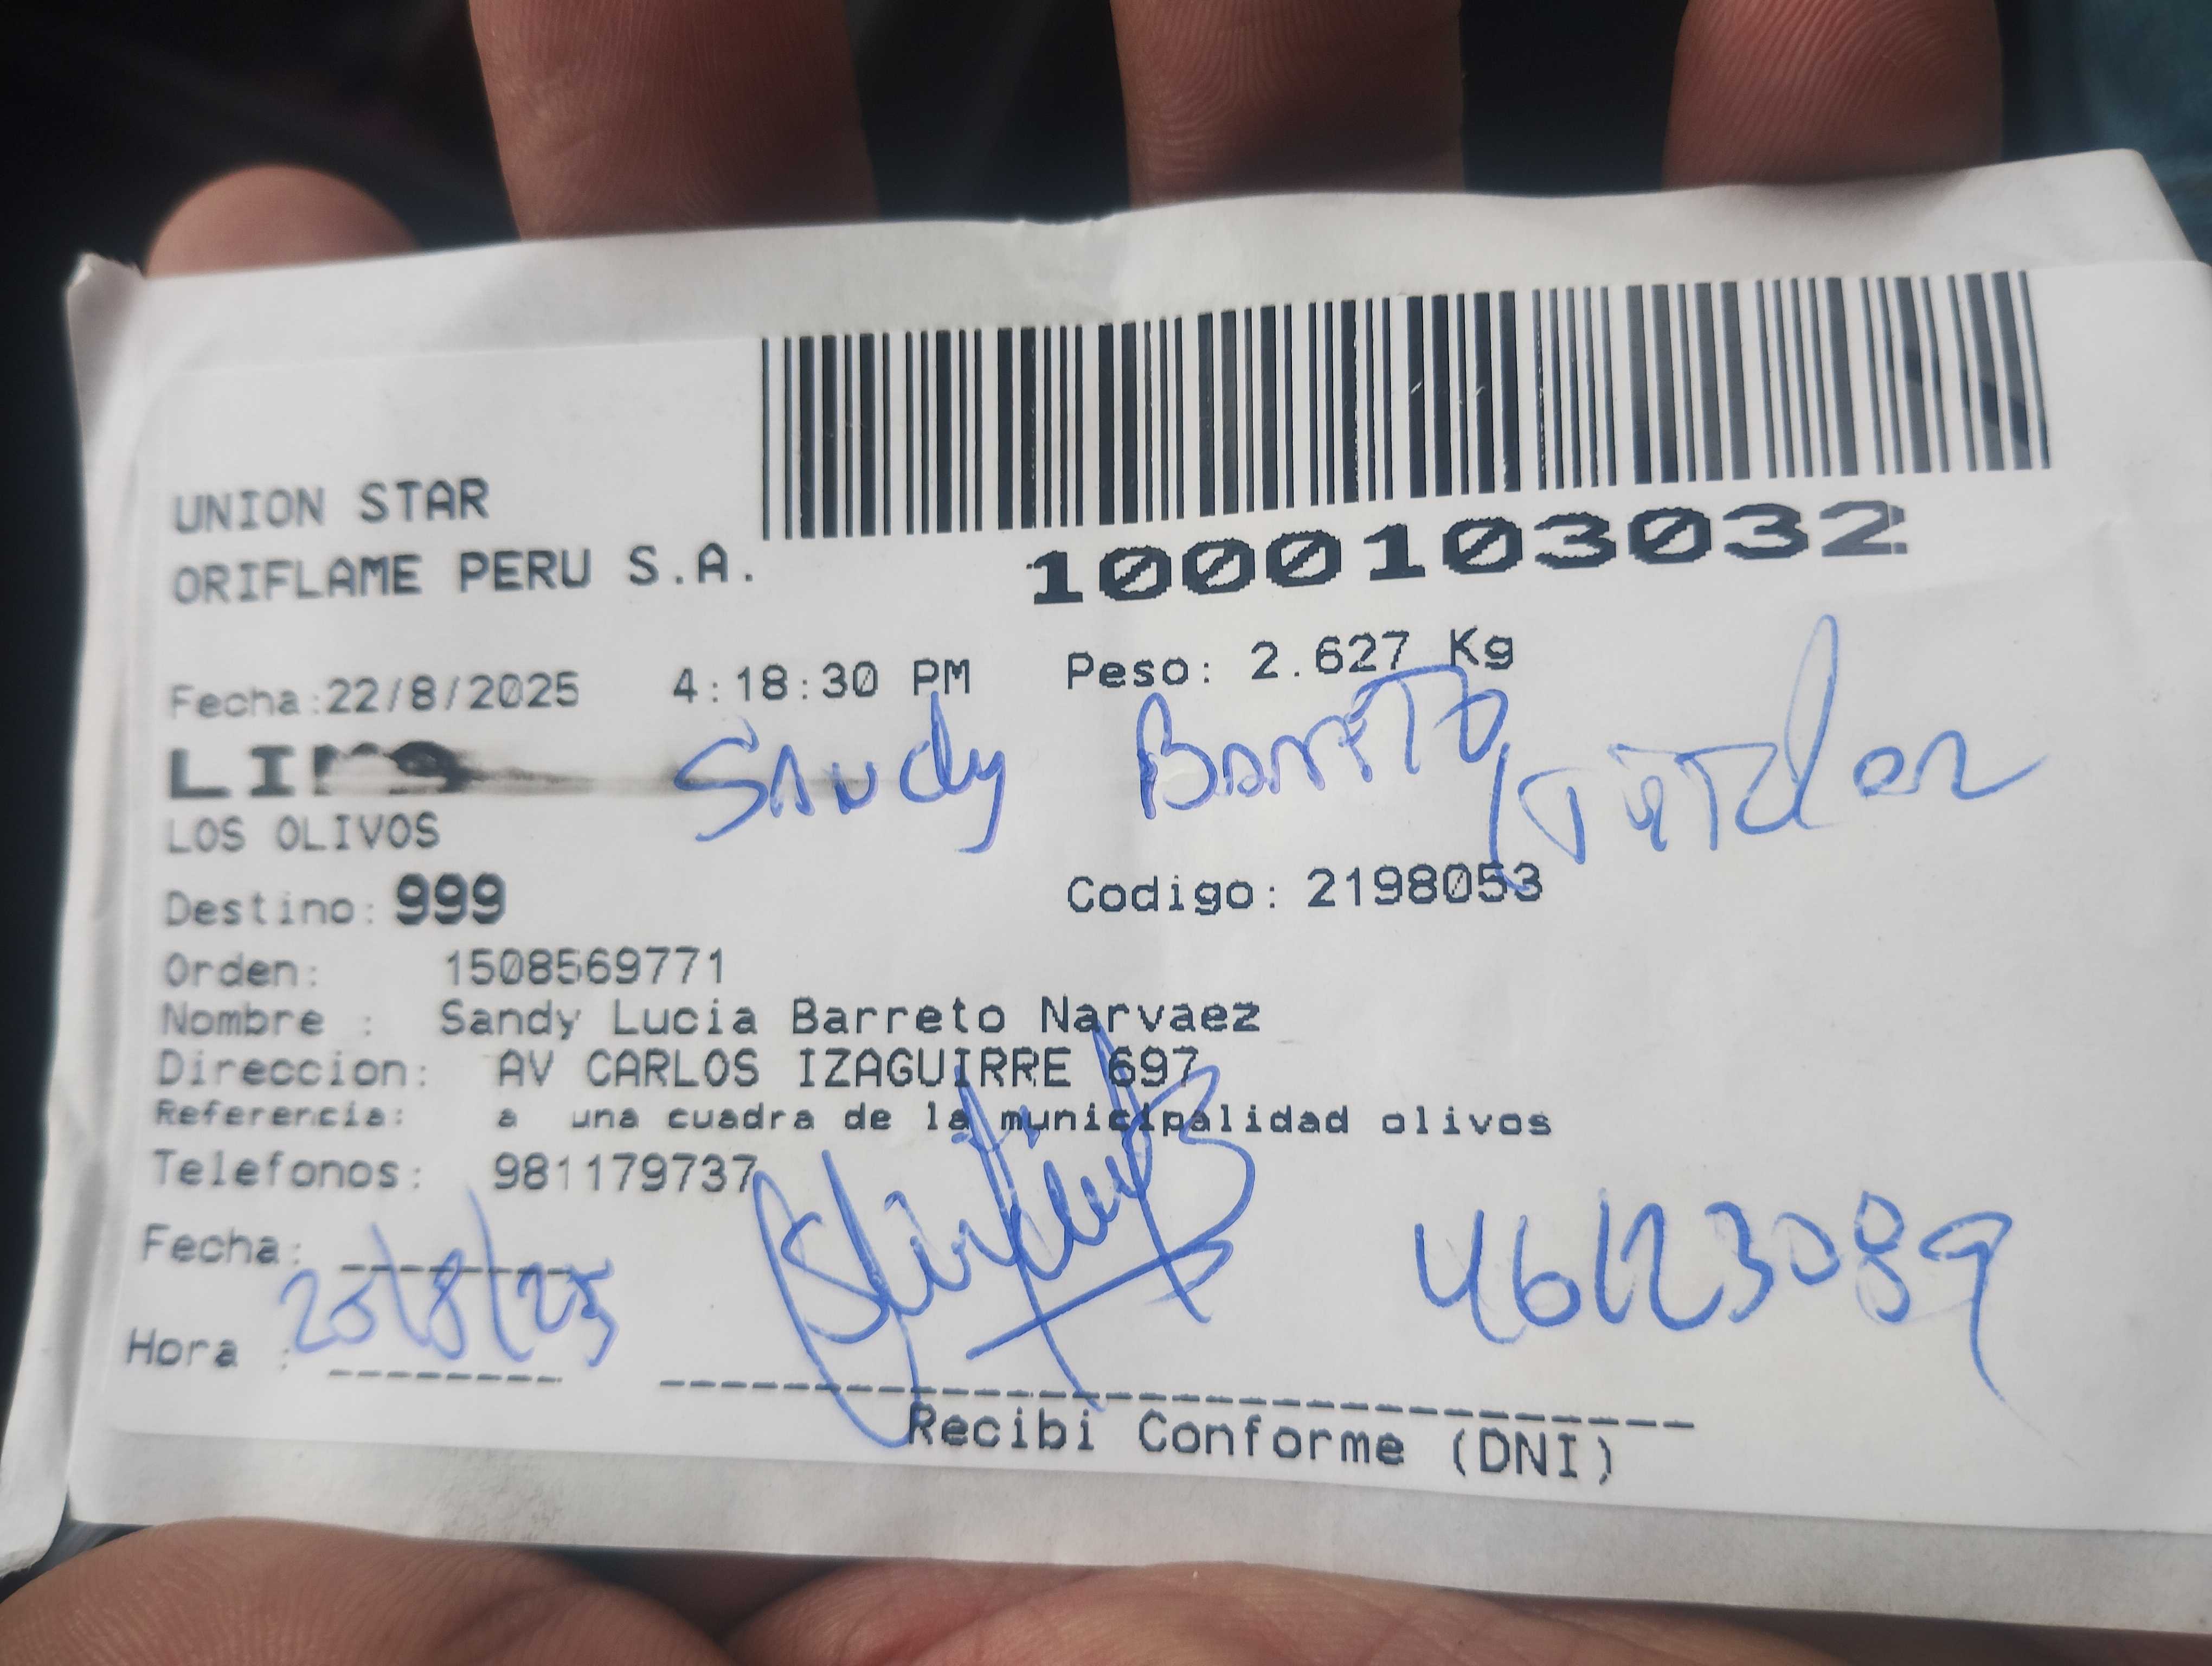 UNION STAR
ORIFLAME PERU S.A.
1000103032
Fecha:22/8/2025 4:18:30 PM Peso: 2.627 Kg
LIMA
Sandy Barreto
LOS OLIVOS
Destino: 999 Codigo: 2198053
Orden: 1508569771
Nombre : Sandy Lucia Barreto Narvaez
Direccion: AV CARLOS IZAGUIRRE 697
Referencia: a una cuadra de la municipalidad olivos
Telefonos: 981179737
Fecha:
46123089
Hora :
Recibi Conforme (DNI)